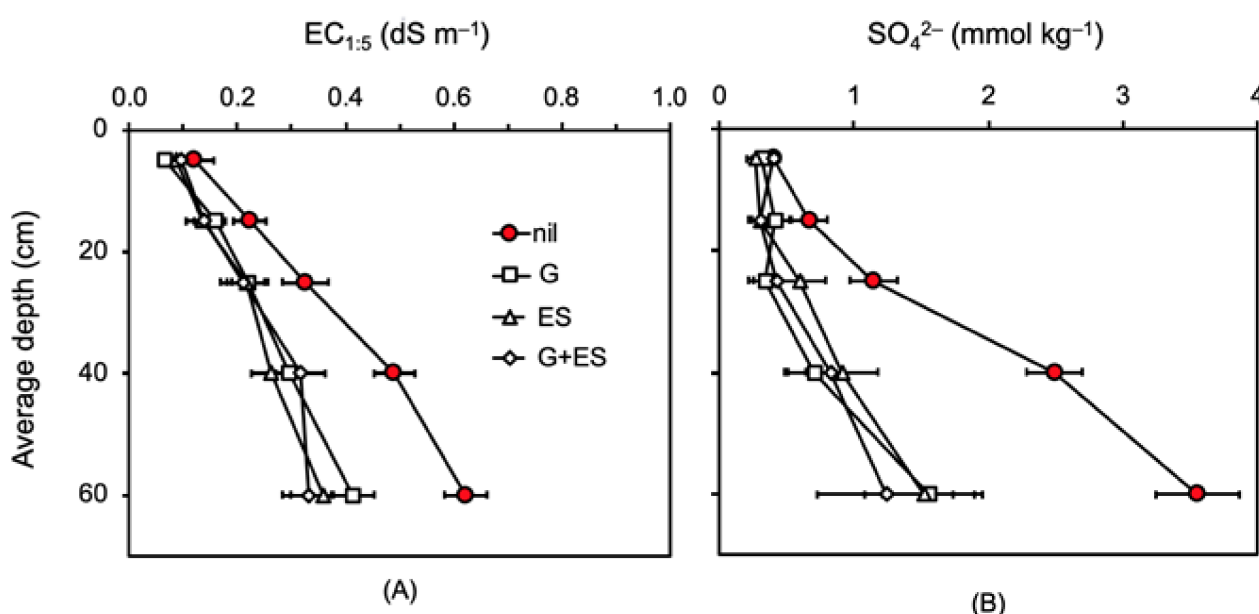 EC₁:₅ (dS m⁻¹)
SO₄²⁻ (mmol kg⁻¹)
0.0 0.2 0.4 0.6 0.8 1.0
0 1 2 3 4
0
20
40
60
Average depth (cm)
nil
G
ES
G+ES
(A)
(B)